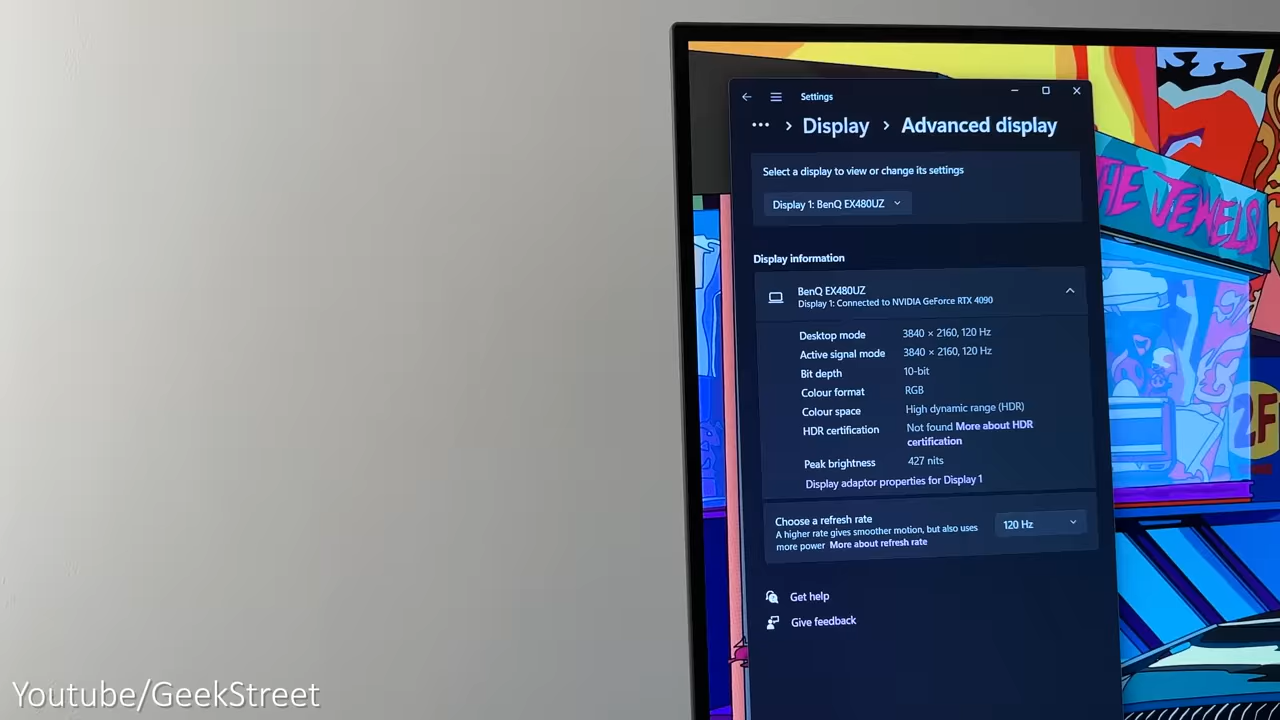 Settings
... > Display > Advanced display
Select a display to view or change its settings
Display 1: BenQ EX480UZ
THE JEWELS
Display information
BenQ EX480UZ
Display 1: Connected to NVIDIA GeForce RTX 4090
Desktop mode 3840 × 2160, 120 Hz
Active signal mode 3840 × 2160, 120 Hz
Bit depth 10-bit
Colour format RGB
Colour space High dynamic range (HDR)
HDR certification Not found More about HDR
certification
Peak brightness 427 nits
Display adaptor properties for Display 1
2F
Choose a refresh rate
A higher rate gives smoother motion, but also uses
more power More about refresh rate
120 Hz
Get help
Give feedback
Youtube/GeekStreet